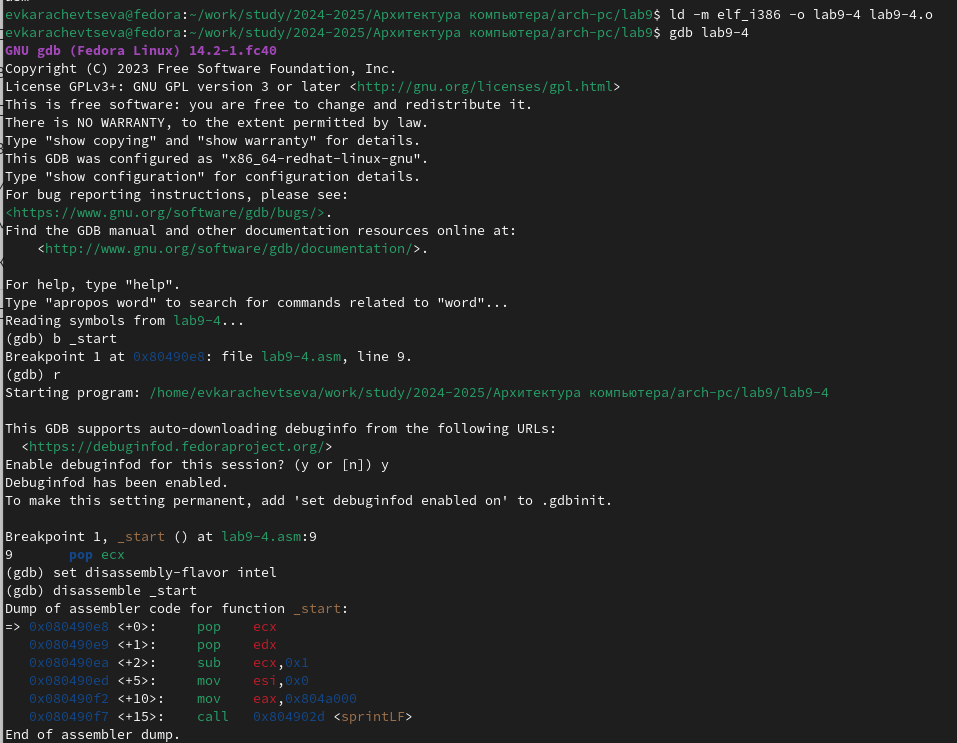 evkarachevtseva@fedora:~/work/study/2024-2025/Архитектура компьютера/arch-pc/lab9$ ld -m elf_i386 -o lab9-4 lab9-4.o
evkarachevtseva@fedora:~/work/study/2024-2025/Архитектура компьютера/arch-pc/lab9$ gdb lab9-4
GNU gdb (Fedora Linux) 14.2-1.fc40
Copyright (C) 2023 Free Software Foundation, Inc.
License GPLv3+: GNU GPL version 3 or later <http://gnu.org/licenses/gpl.html>
This is free software: you are free to change and redistribute it.
There is NO WARRANTY, to the extent permitted by law.
Type "show copying" and "show warranty" for details.
This GDB was configured as "x86_64-redhat-linux-gnu".
Type "show configuration" for configuration details.
For bug reporting instructions, please see:
<https://www.gnu.org/software/gdb/bugs/>.
Find the GDB manual and other documentation resources online at:
    <http://www.gnu.org/software/gdb/documentation/>.

For help, type "help".
Type "apropos word" to search for commands related to "word"...
Reading symbols from lab9-4...
(gdb) b _start
Breakpoint 1 at 0x80490e8: file lab9-4.asm, line 9.
(gdb) r
Starting program: /home/evkarachevtseva/work/study/2024-2025/Архитектура компьютера/arch-pc/lab9/lab9-4

This GDB supports auto-downloading debuginfo from the following URLs:
  <https://debuginfod.fedoraproject.org/>
Enable debuginfod for this session? (y or [n]) y
Debuginfod has been enabled.
To make this setting permanent, add 'set debuginfod enabled on' to .gdbinit.

Breakpoint 1, _start () at lab9-4.asm:9
9       pop ecx
(gdb) set disassembly-flavor intel
(gdb) disassemble _start
Dump of assembler code for function _start:
=> 0x080490e8 <+0>:     pop    ecx
   0x080490e9 <+1>:     pop    edx
   0x080490ea <+2>:     sub    ecx,0x1
   0x080490ed <+5>:     mov    esi,0x0
   0x080490f2 <+10>:    mov    eax,0x804a000
   0x080490f7 <+15>:    call   0x804902d <sprintLF>
End of assembler dump.